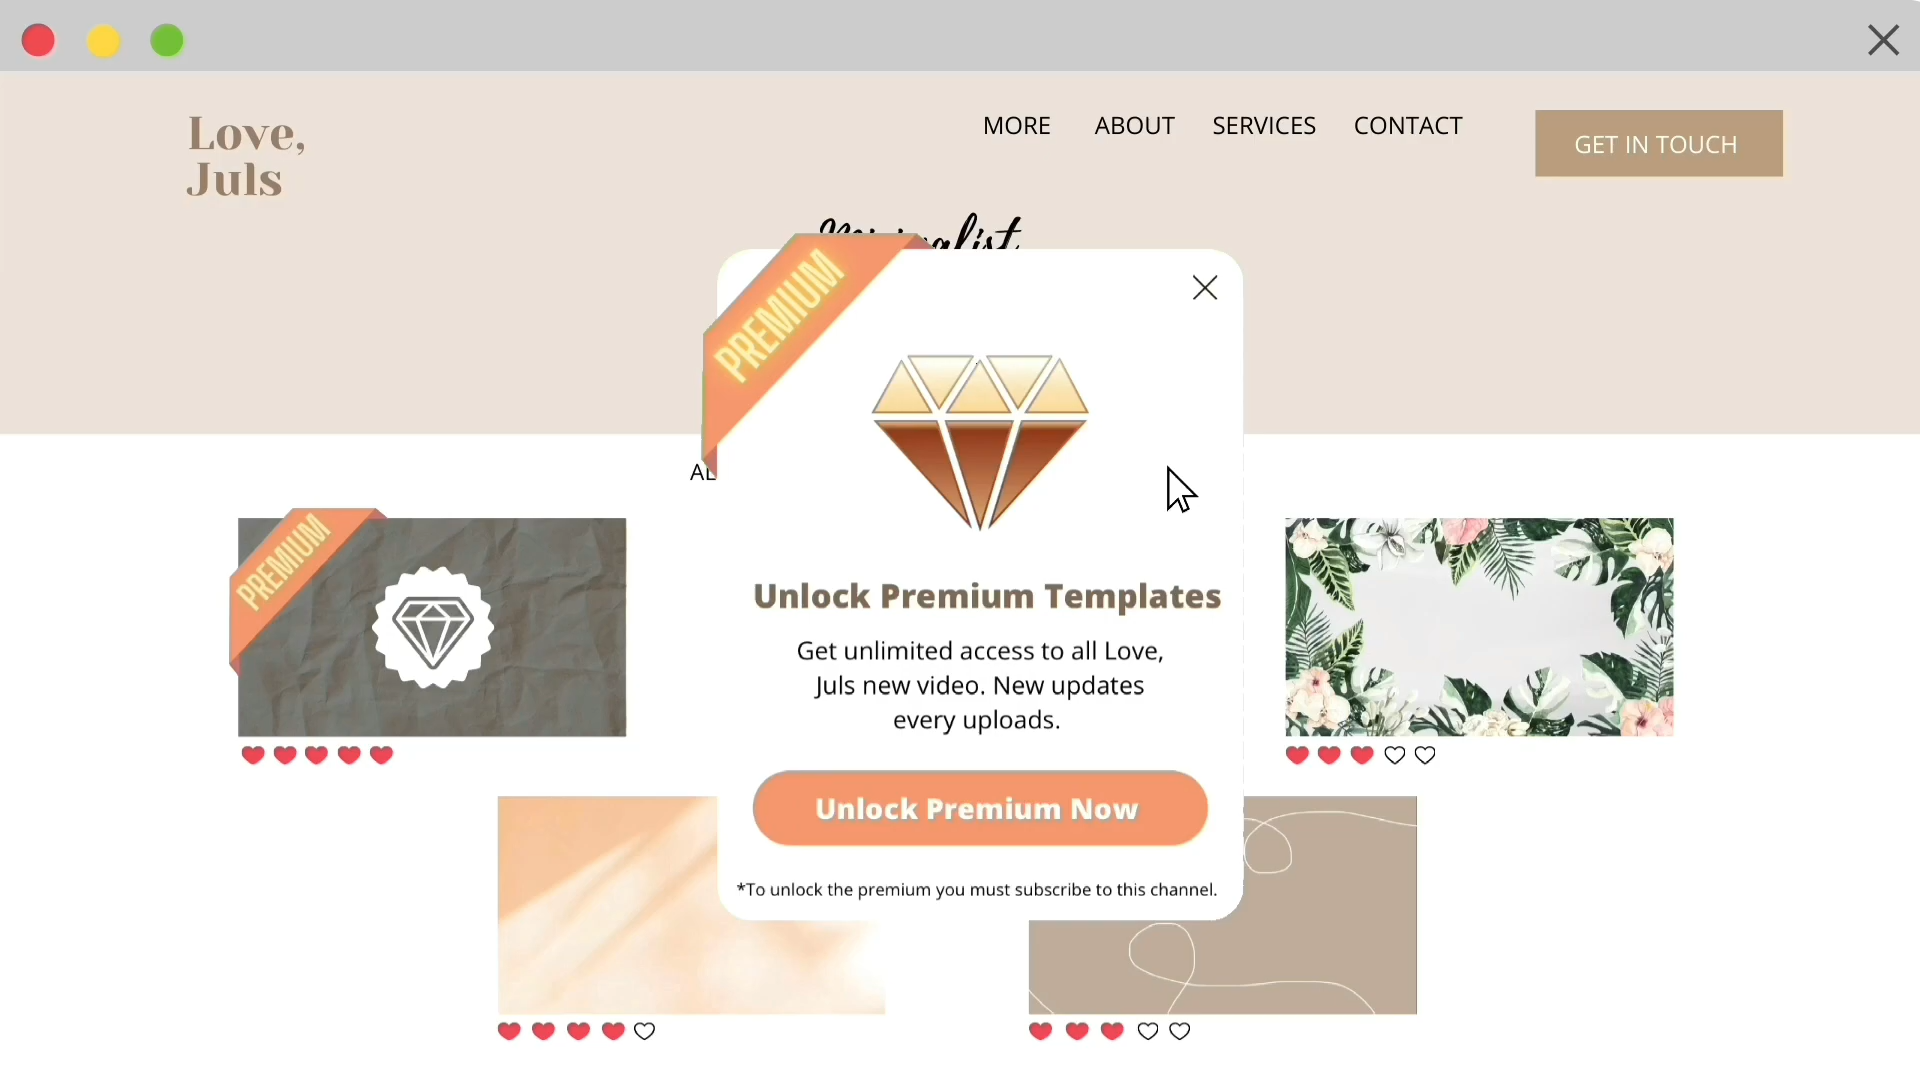 Love,
Juls
MORE ABOUT SERVICES CONTACT
GET IN TOUCH
PREMIUM
PREMIUM
Unlock Premium Templates
Get unlimited access to all Love,
Juls new video. New updates
every uploads.
Unlock Premium Now
*To unlock the premium you must subscribe to this channel.